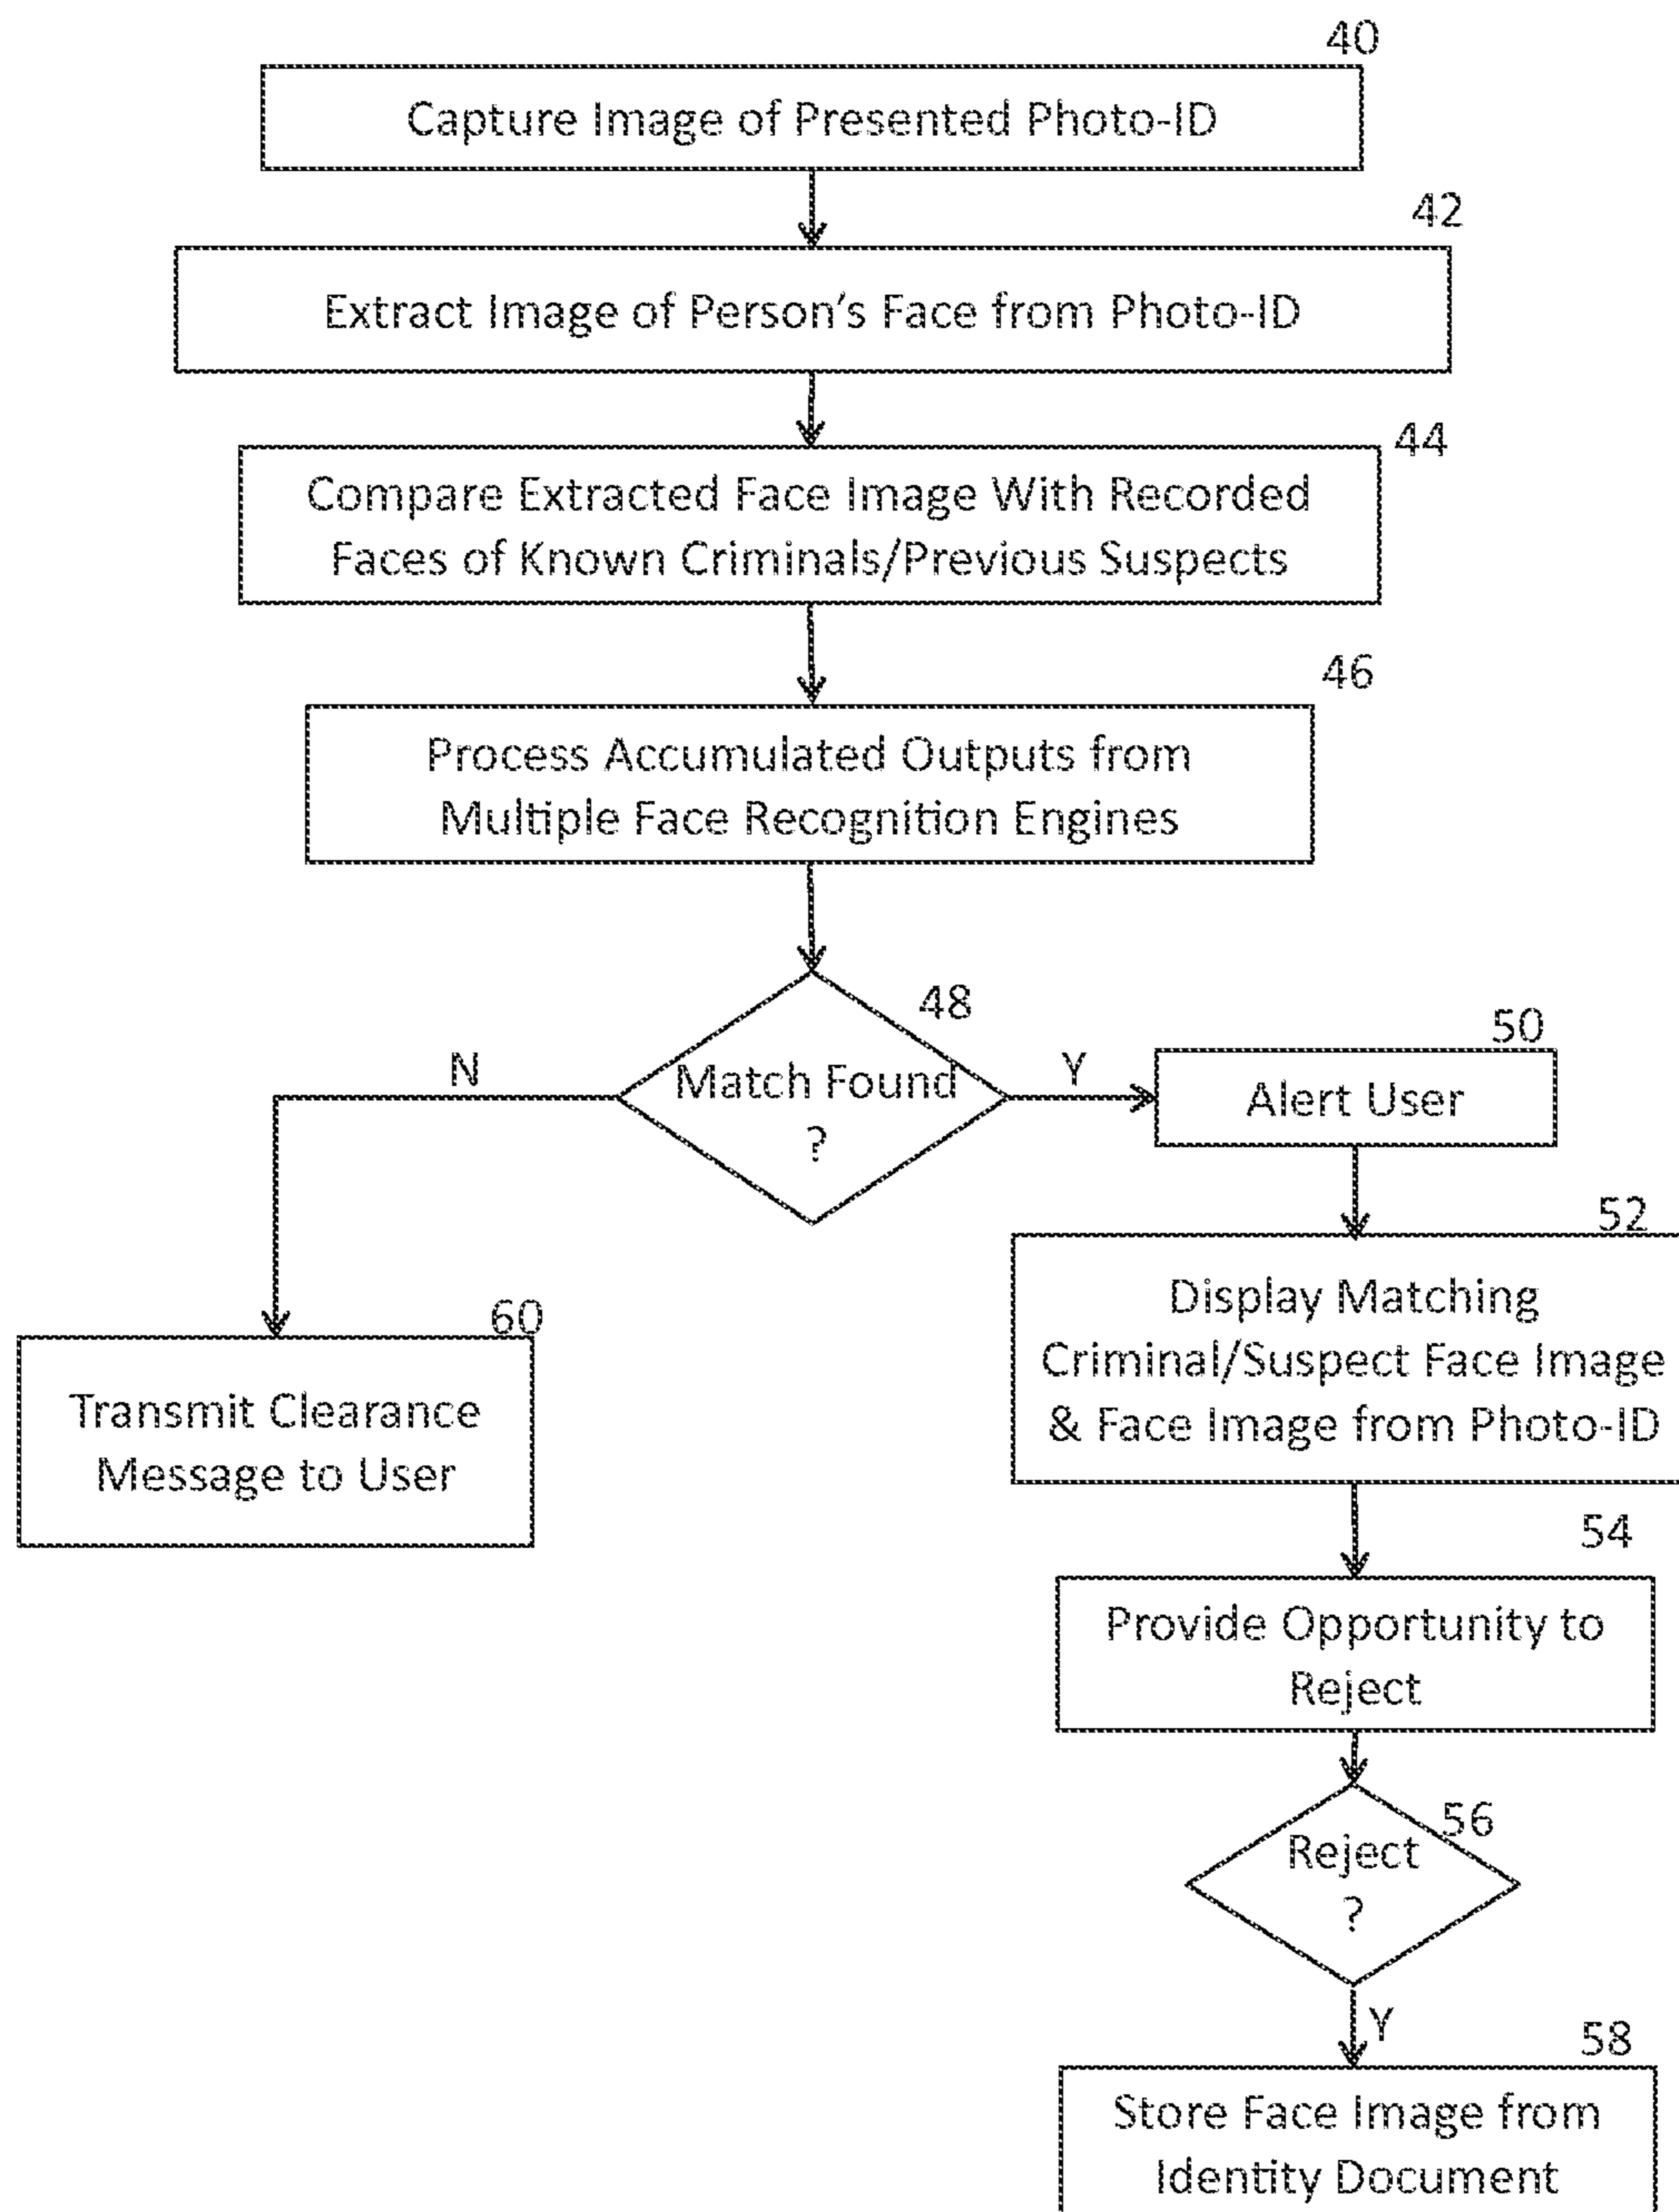 40
Capture Image of Presented Photo-ID
42
Extract Image of Person's Face from Photo-ID
44
Compare Extracted Face Image With Recorded
Faces of Known Criminals/Previous Suspects
46
Process Accumulated Outputs from
Multiple Face Recognition Engines
48
Match Found
?
N
Y
50
Alert User
52
Display Matching
Criminal/Suspect Face Image
& Face Image from Photo-ID
60
Transmit Clearance
Message to User
54
Provide Opportunity to
Reject
56
Reject
?
Y
58
Store Face Image from
Identity Document